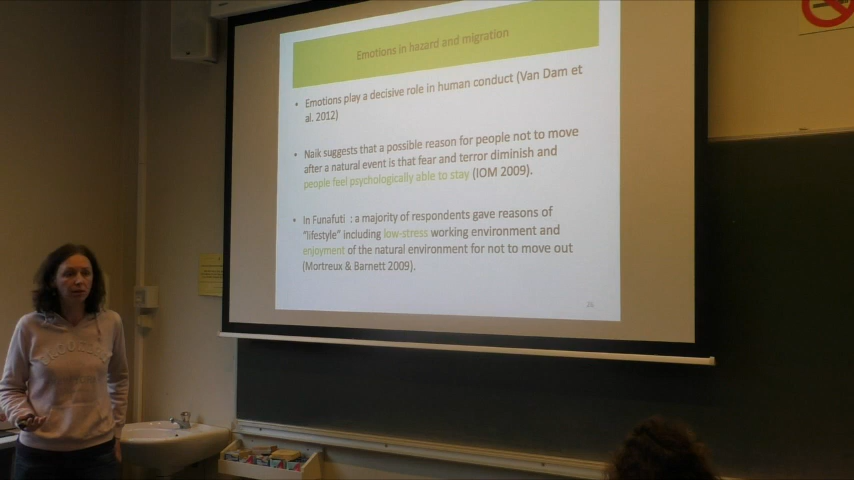 Emotions in hazard and migration
• Emotions play a decisive role in human conduct (Van Dam et
al. 2012)
• Naik suggests that a possible reason for people not to move
after a natural event is that fear and terror diminish and
people feel psychologically able to stay (IOM 2009).
• In Funafuti : a majority of respondents gave reasons of
"lifestyle" including low-stress working environment and
enjoyment of the natural environment for not to move out
(Mortreux & Barnett 2009).